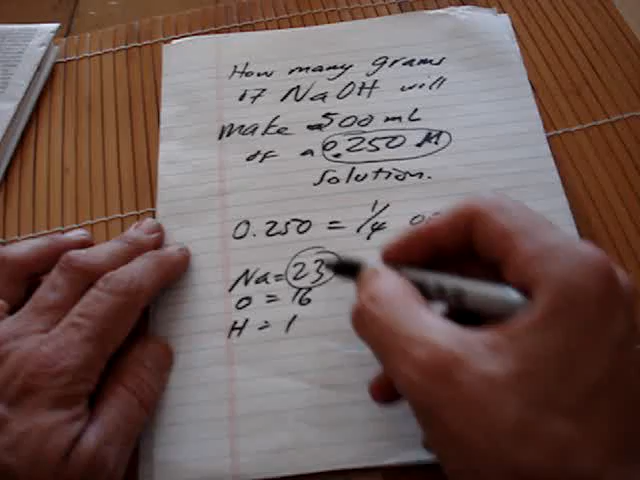 How many grams
of NaOH will
make 500 mL
of a 0.250 M
solution.
0.250 = 1/4
Na = 23
O = 16
H = 1